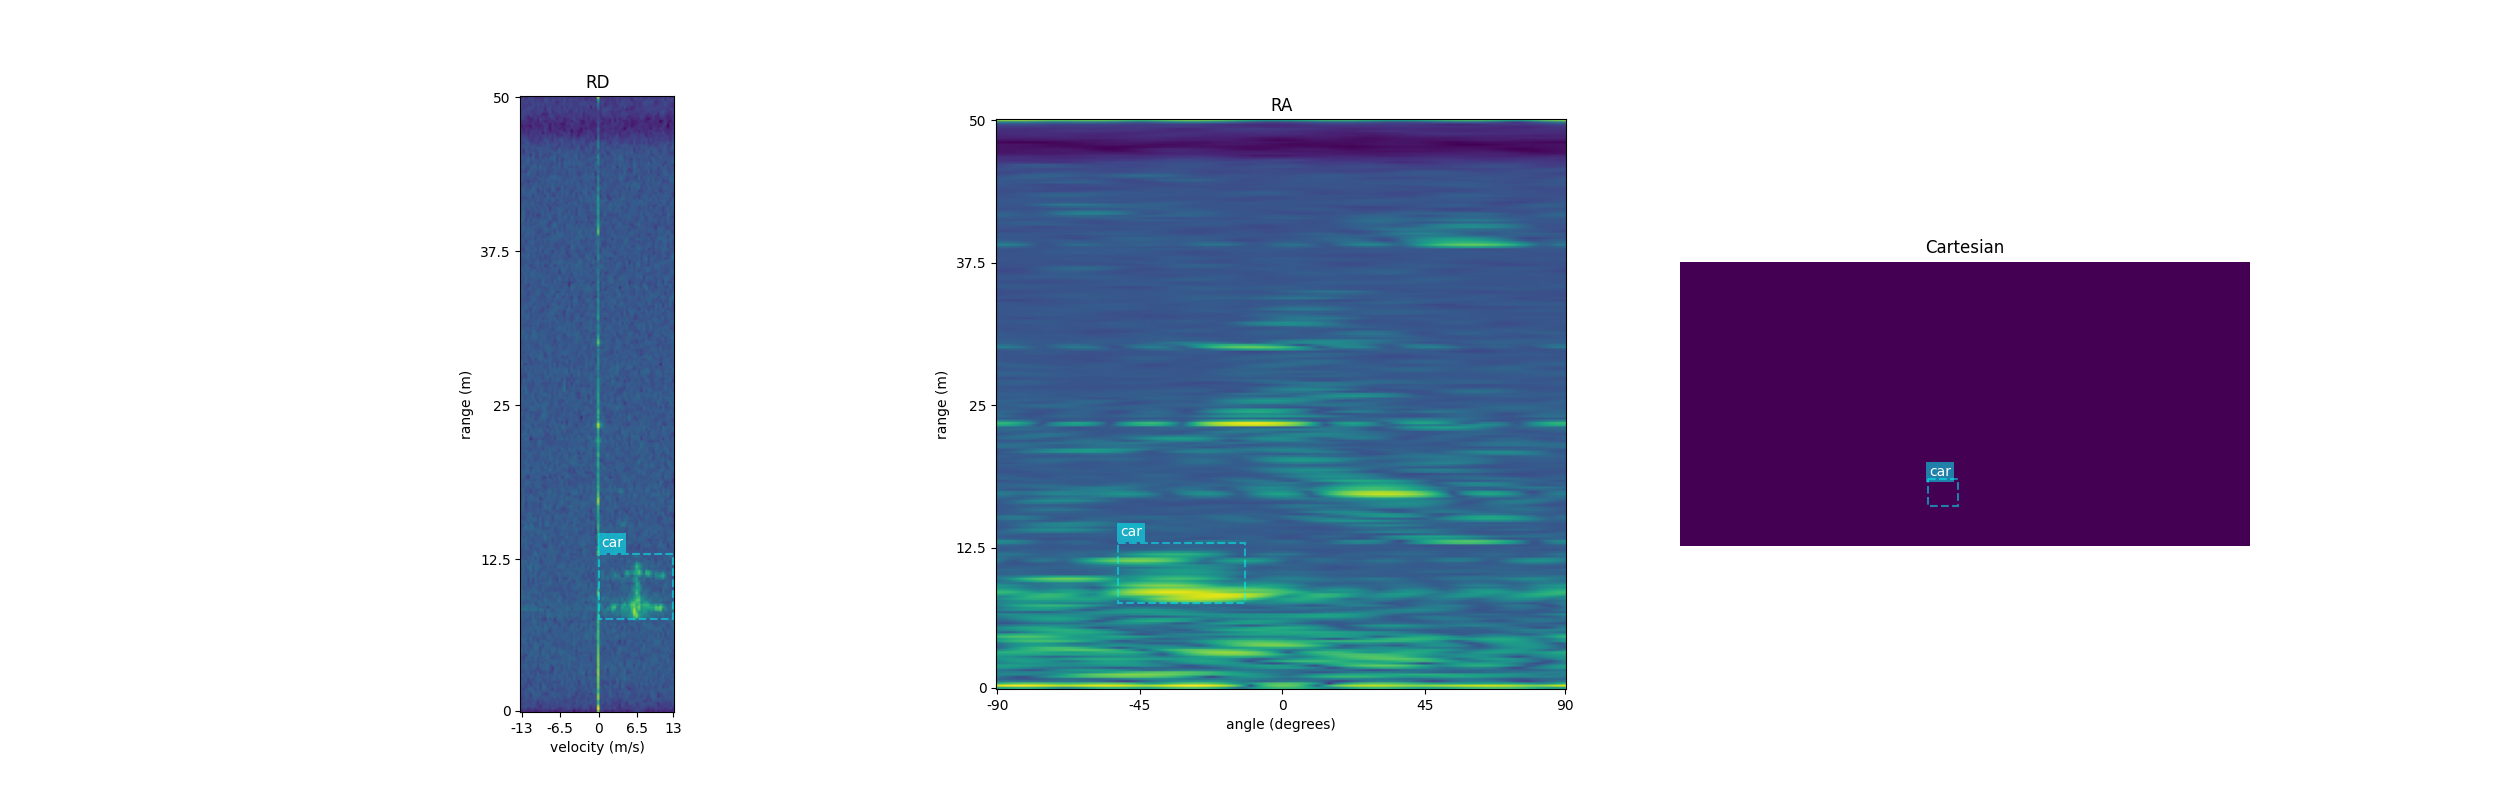 RD
50
37.5
25
12.5
0
range (m)
car
-13 -6.5 0 6.5 13
velocity (m/s)
RA
50
37.5
25
12.5
0
range (m)
car
-90 -45 0 45 90
angle (degrees)
Cartesian
car